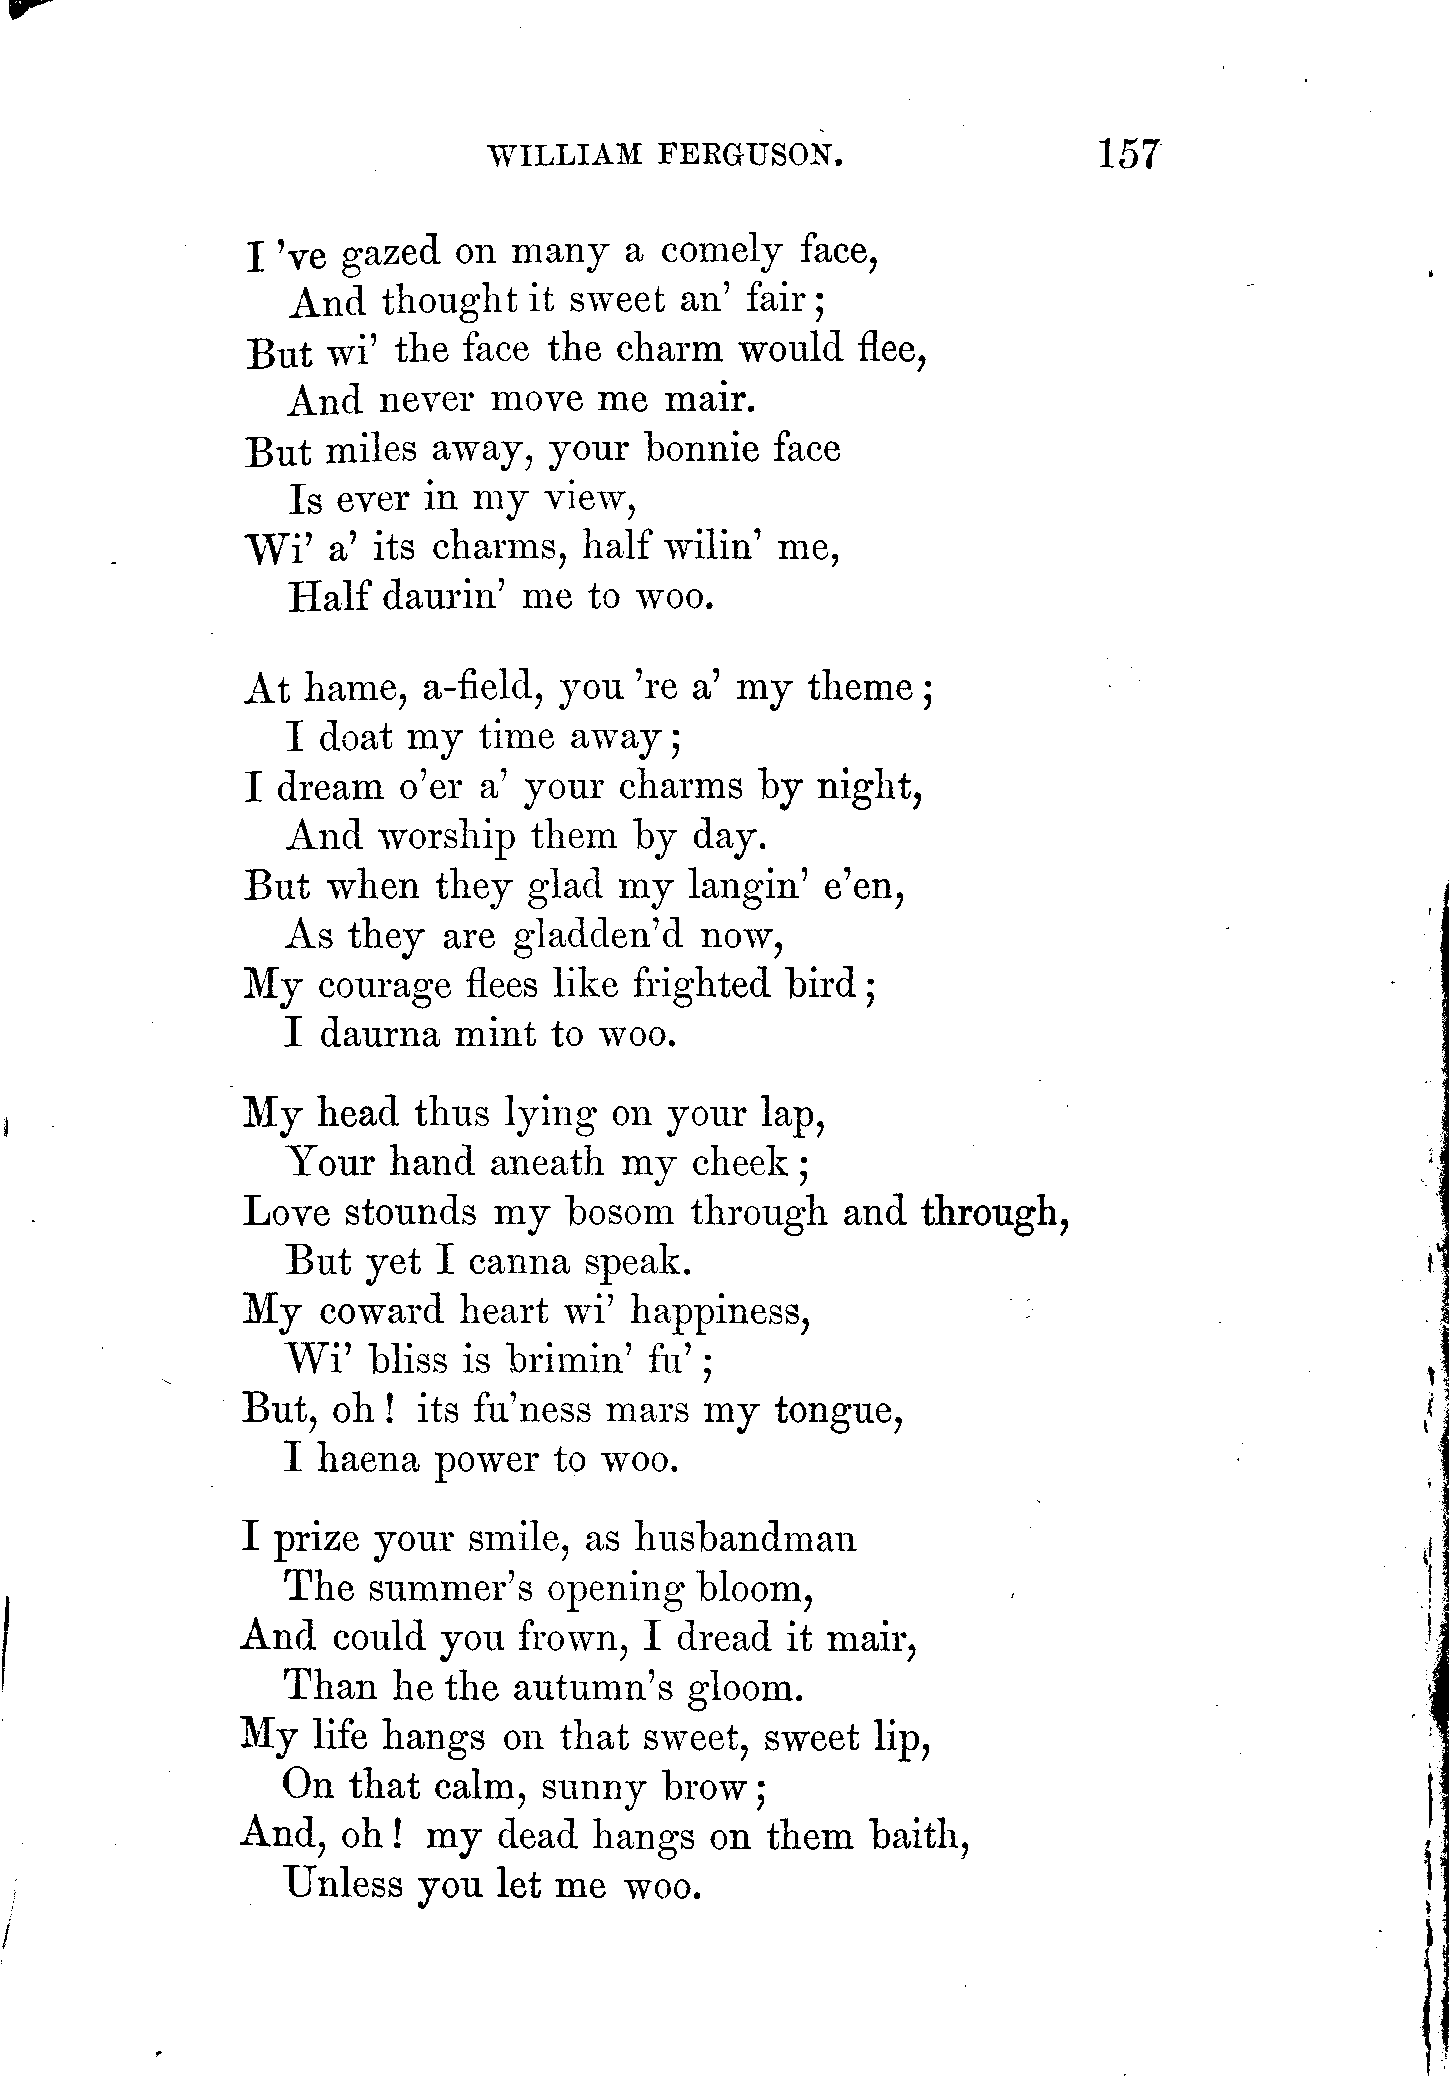 WILLIAM FERGUSON. 157
I 've gazed on many a comely face,
And thought it sweet an' fair;
But wi' the face the charm would flee,
And never move me mair.
But miles away, your bonnie face
Is ever in my view,
Wi' a' its charms, half wilin' me,
Half daurin' me to woo.
At hame, a-field, you 're a' my theme;
I doat my time away;
I dream o'er a' your charms by night,
And worship them by day.
But when they glad my langin' e'en,
As they are gladden'd now,
My courage flees like frighted bird;
I daurna mint to woo.
My head thus lying on your lap,
Your hand aneath my cheek;
Love stounds my bosom through and through,
But yet I canna speak.
My coward heart wi' happiness,
Wi' bliss is brimin' fu';
But, oh! its fu'ness mars my tongue,
I haena power to woo.
I prize your smile, as husbandman
The summer's opening bloom,
And could you frown, I dread it mair,
Than he the autumn's gloom.
My life hangs on that sweet, sweet lip,
On that calm, sunny brow;
And, oh! my dead hangs on them baith,
Unless you let me woo.